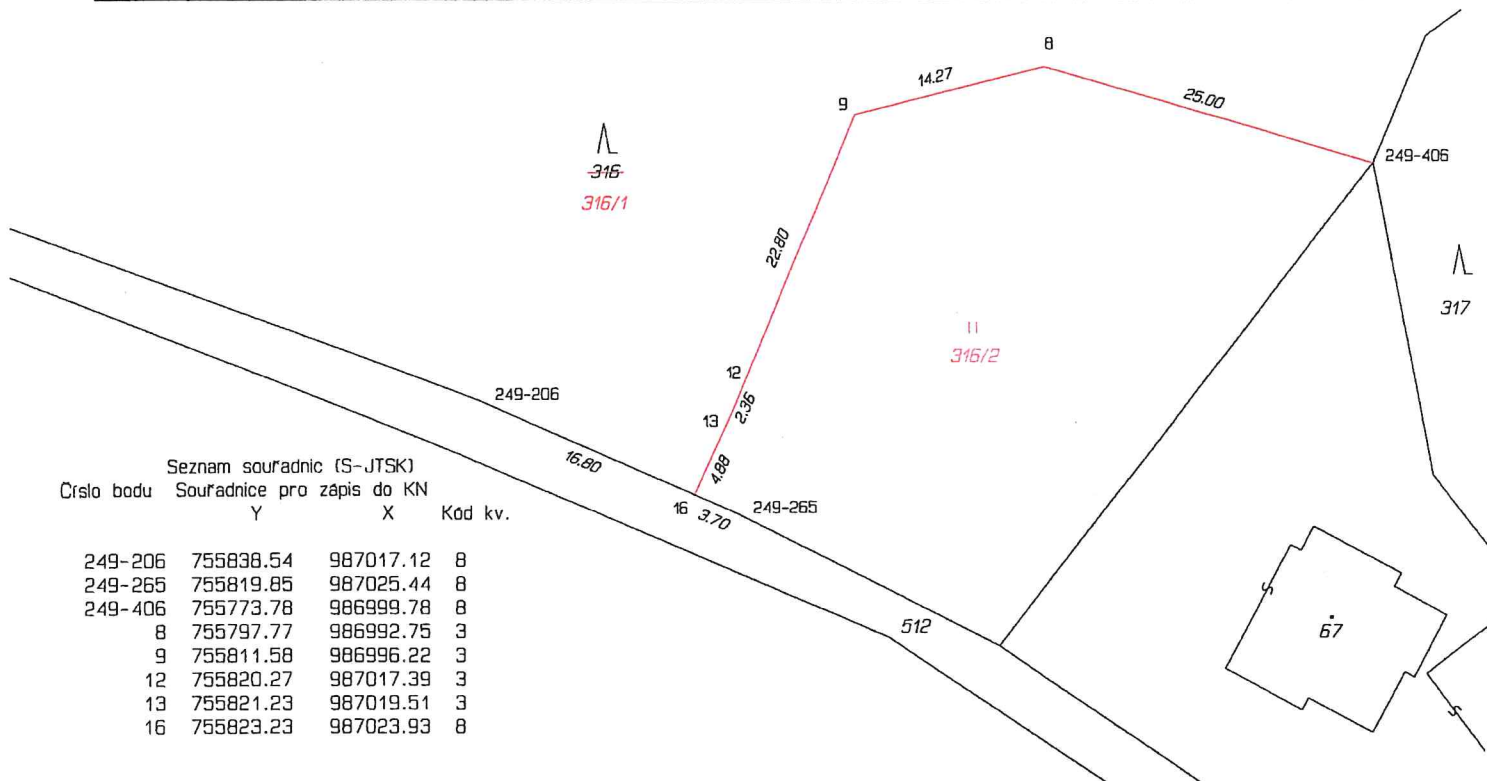 8
14.27
9
25.00
249-406
316
316/1
22.80
317
316/2
12
249-206
2.36
13
16.80
4.88
16 3.70 249-265
512
67
Seznam souřadnic (S-JTSK)
Číslo bodu Souřadnice pro zápis do KN
Y X Kód kv.
249-206 755838.54 987017.12 8
249-265 755819.85 987025.44 8
249-406 755773.78 986999.78 8
8 755797.77 986992.75 3
9 755811.58 986996.22 3
12 755820.27 987017.39 3
13 755821.23 987019.51 3
16 755823.23 987023.93 8